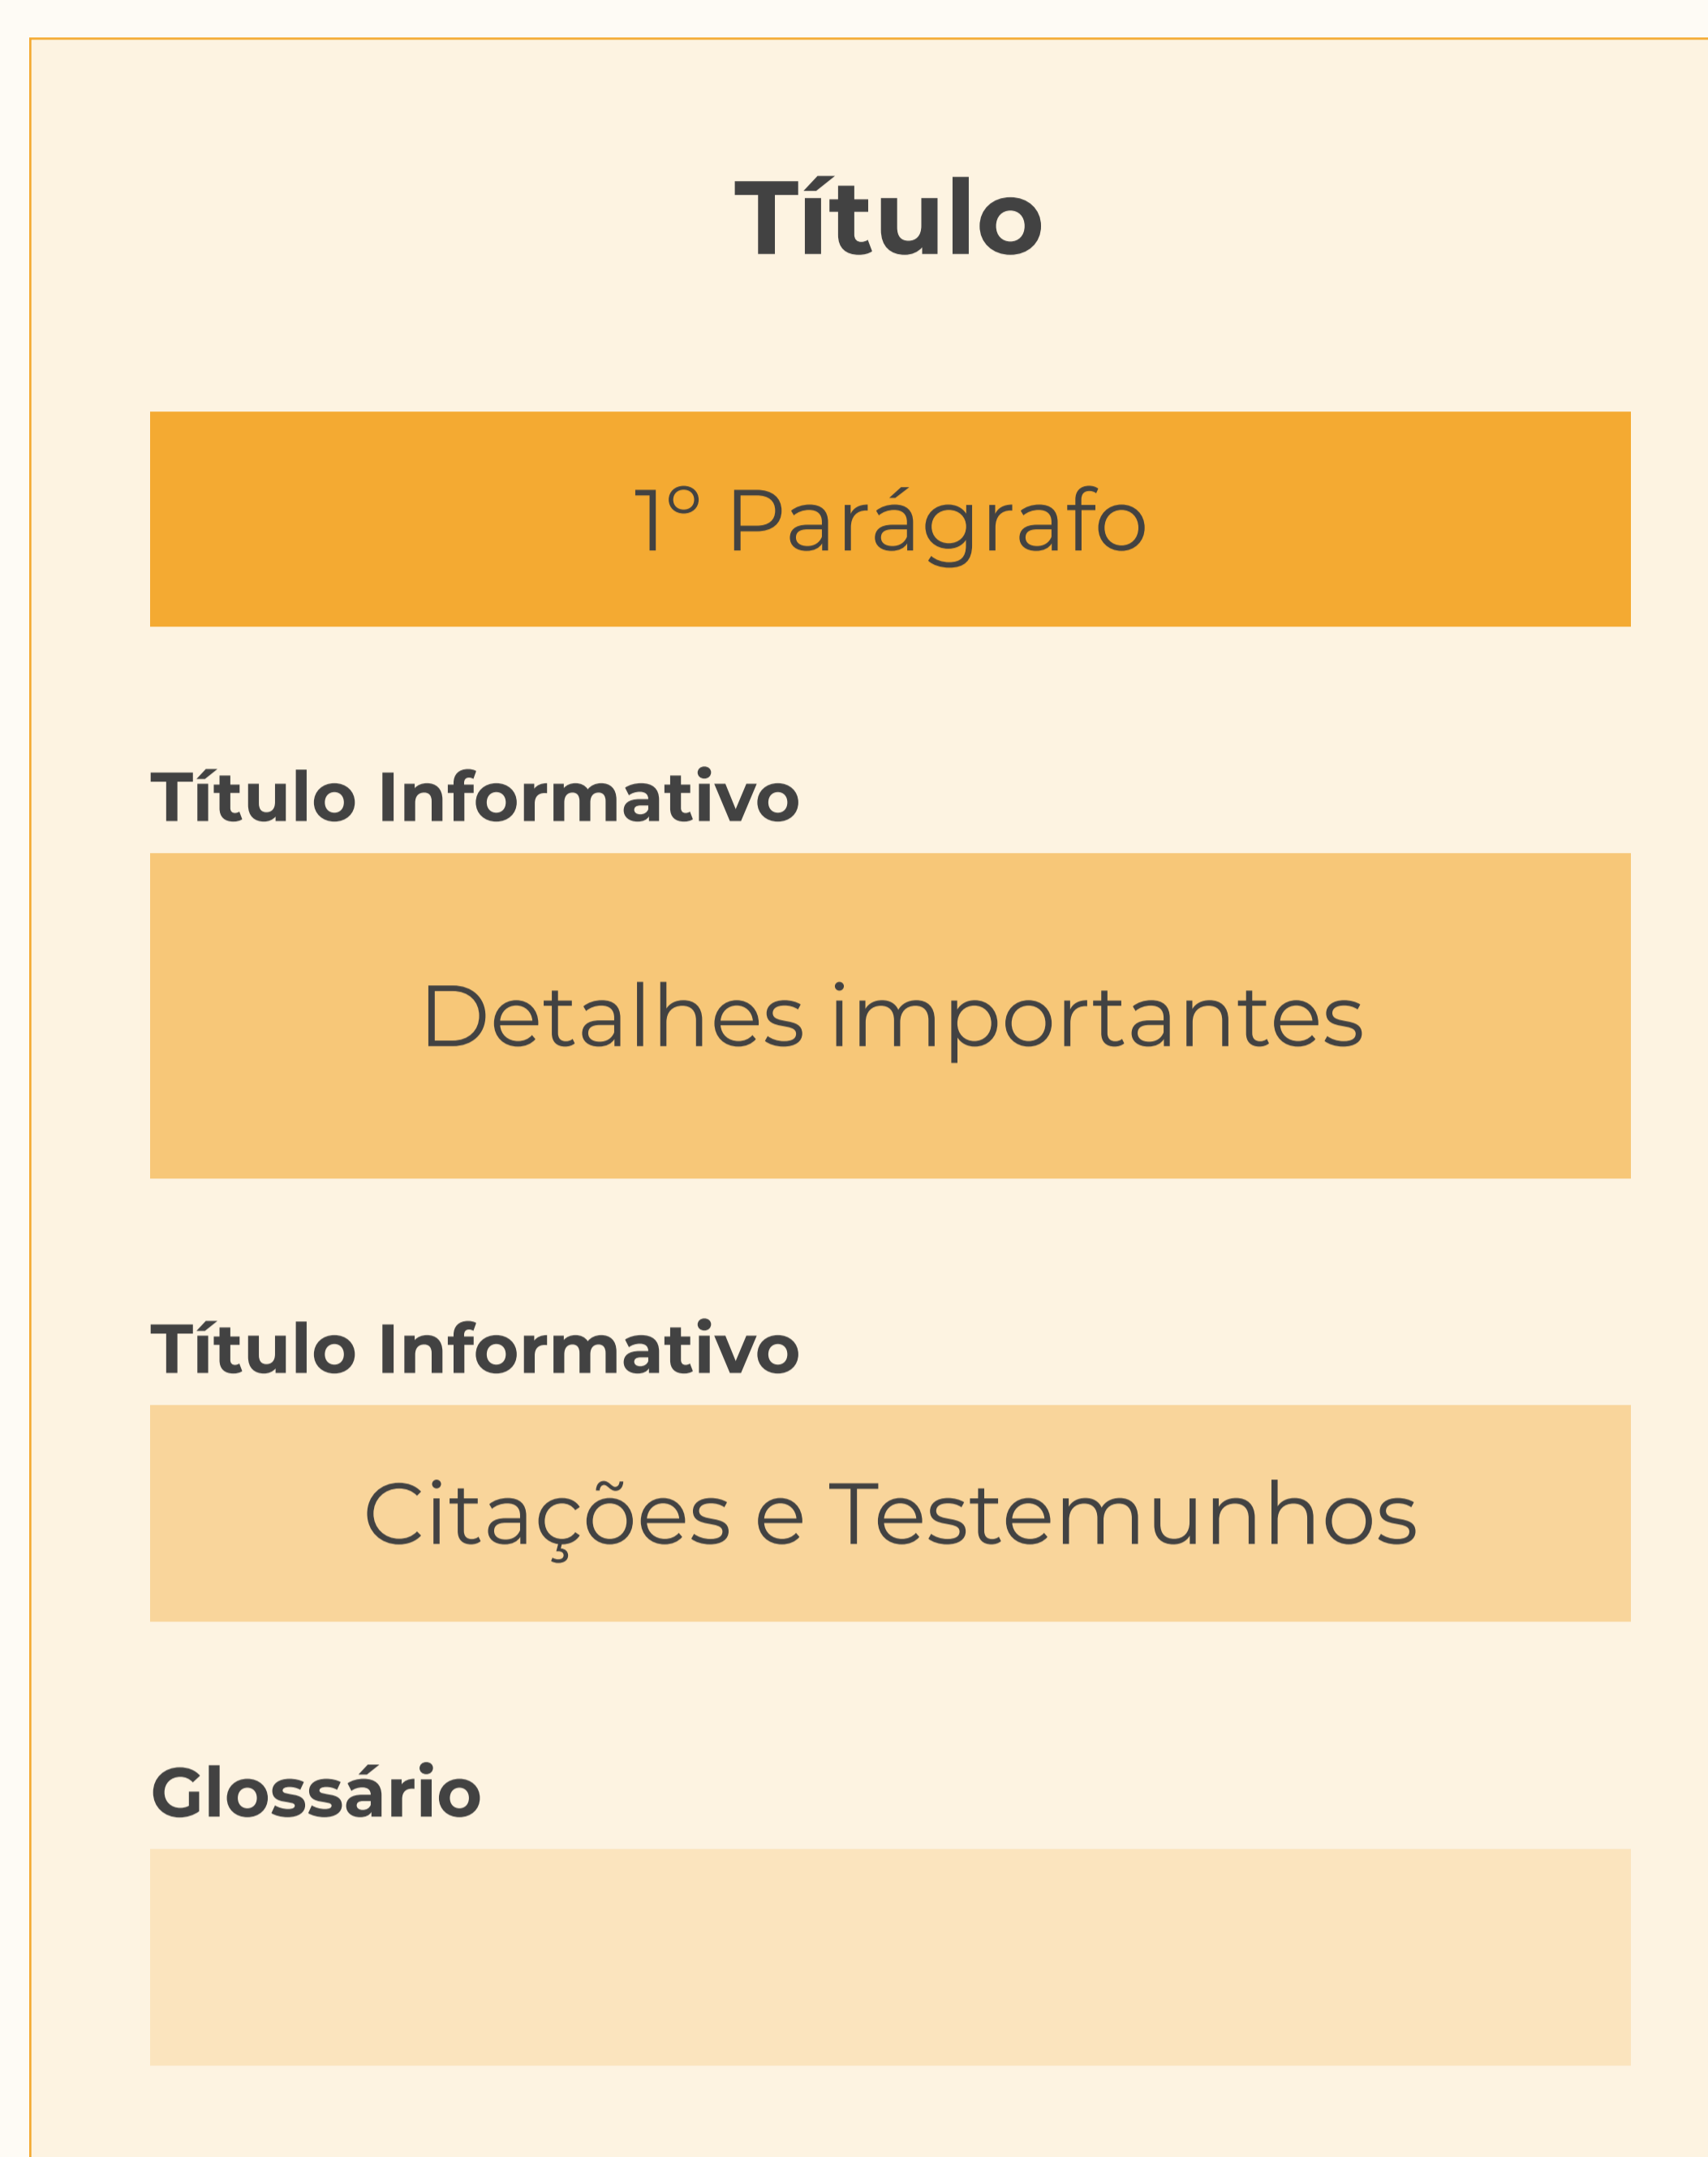 Título
1º Parágrafo
Título Informativo
Detalhes importantes
Título Informativo
Citações e Testemunhos
Glossário